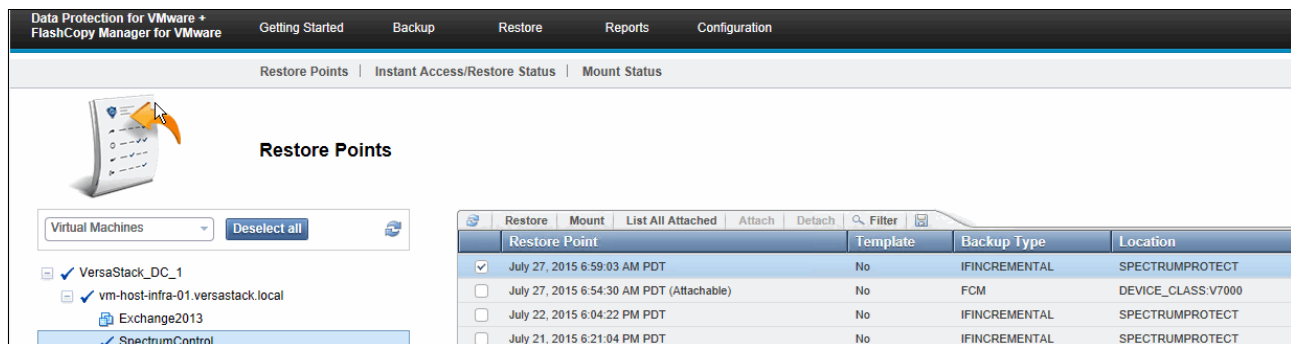 Data Protection for VMware +
FlashCopy Manager for VMware
Getting Started Backup Restore Reports Configuration
Restore Points | Instant Access/Restore Status | Mount Status
Restore Points
Virtual Machines Deselect all
VersaStack_DC_1
vm-host-infra-01.versastack.local
Exchange2013
SpectrumControl
Restore Mount List All Attached Attach Detach Filter
Restore Point Template Backup Type Location
July 27, 2015 6:59:03 AM PDT No IFINCREMENTAL SPECTRUMPROTECT
July 27, 2015 6:54:30 AM PDT (Attachable) No FCM DEVICE_CLASS:V7000
July 22, 2015 6:04:22 PM PDT No IFINCREMENTAL SPECTRUMPROTECT
July 21, 2015 6:21:04 PM PDT No IFINCREMENTAL SPECTRUMPROTECT